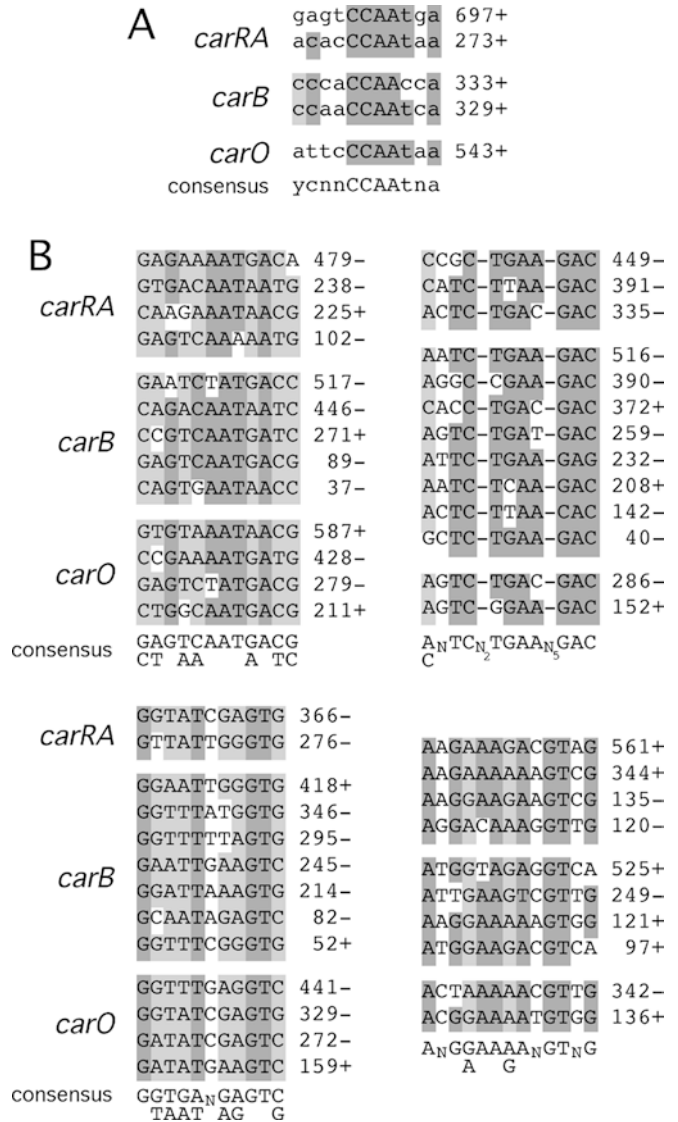 A
gagtCCAAtga 697+
carRA acacCCAAtaa 273+
cccaCCAAcca 333+
carB ccaaCCAAtca 329+
carO attcCCAAtaa 543+
consensus ycnnCCAAtna
B
GAGAAAATGACA 479−
carRA GTGACAATAATG 238−
CAAGAAATAACG 225+
GAGTCAAAAATG 102−
GAATCTATGACC 517−
CAGACAATAATC 446−
carB CCGTCAATGATC 271+
GAGTCAATGACG 89−
CAGTGAATAACC 37−
GTGTAAATAACG 587+
carO CCGAAAATGATG 428−
GAGTCTATGACG 279−
CTGGCAATGACG 211+
consensus GAGTCAATGACG
CT AA A TC
CCGC-TGAA-GAC 449−
CATC-TTAA-GAC 391−
ACTC-TGAC-GAC 335−
AATC-TGAA-GAC 516−
AGGC-CGAA-GAC 390−
CACC-TGAC-GAC 372+
AGTC-TGAT-GAC 259−
ATTC-TGAA-GAG 232−
AATC-TCAA-GAC 208+
ACTC-TTAA-CAC 142−
GCTC-TGAA-GAC 40−
AGTC-TGAC-GAC 286−
AGTC-GGAA-GAC 152+
ANTCN2TGAAN5GAC
C
carRA GGTATCGAGTG 366−
GTTATTGGGTG 276−
GGAATTGGGTG 418+
GGTTTATGGTG 346−
GGTTTTTAGTG 295−
carB GAATTGAAGTC 245−
GGATTAAAGTG 214−
GCAATAGAGTC 82−
GGTTTCGGGTG 52+
GGTTTGAGGTC 441−
carO GGTATCGAGTG 329−
GATATCGAGTG 272−
GATATGAAGTC 159+
consensus GGTGANGAGTC
TAAT AG G
AAGAAAGACGTAG 561+
AAGAAAAAAGTCG 344+
AAGGAAGAAGTCG 135−
AGGACAAAGGTTG 120−
ATGGTAGAGGTCA 525+
ATTGAAGTCGTTG 249−
AAGGAAAAAGTGG 121+
ATGGAAGACGTCA 97+
ACTAAAAACGTTG 342−
ACGGAAAATGTGG 136+
ANGGAAAANGTNG
A G